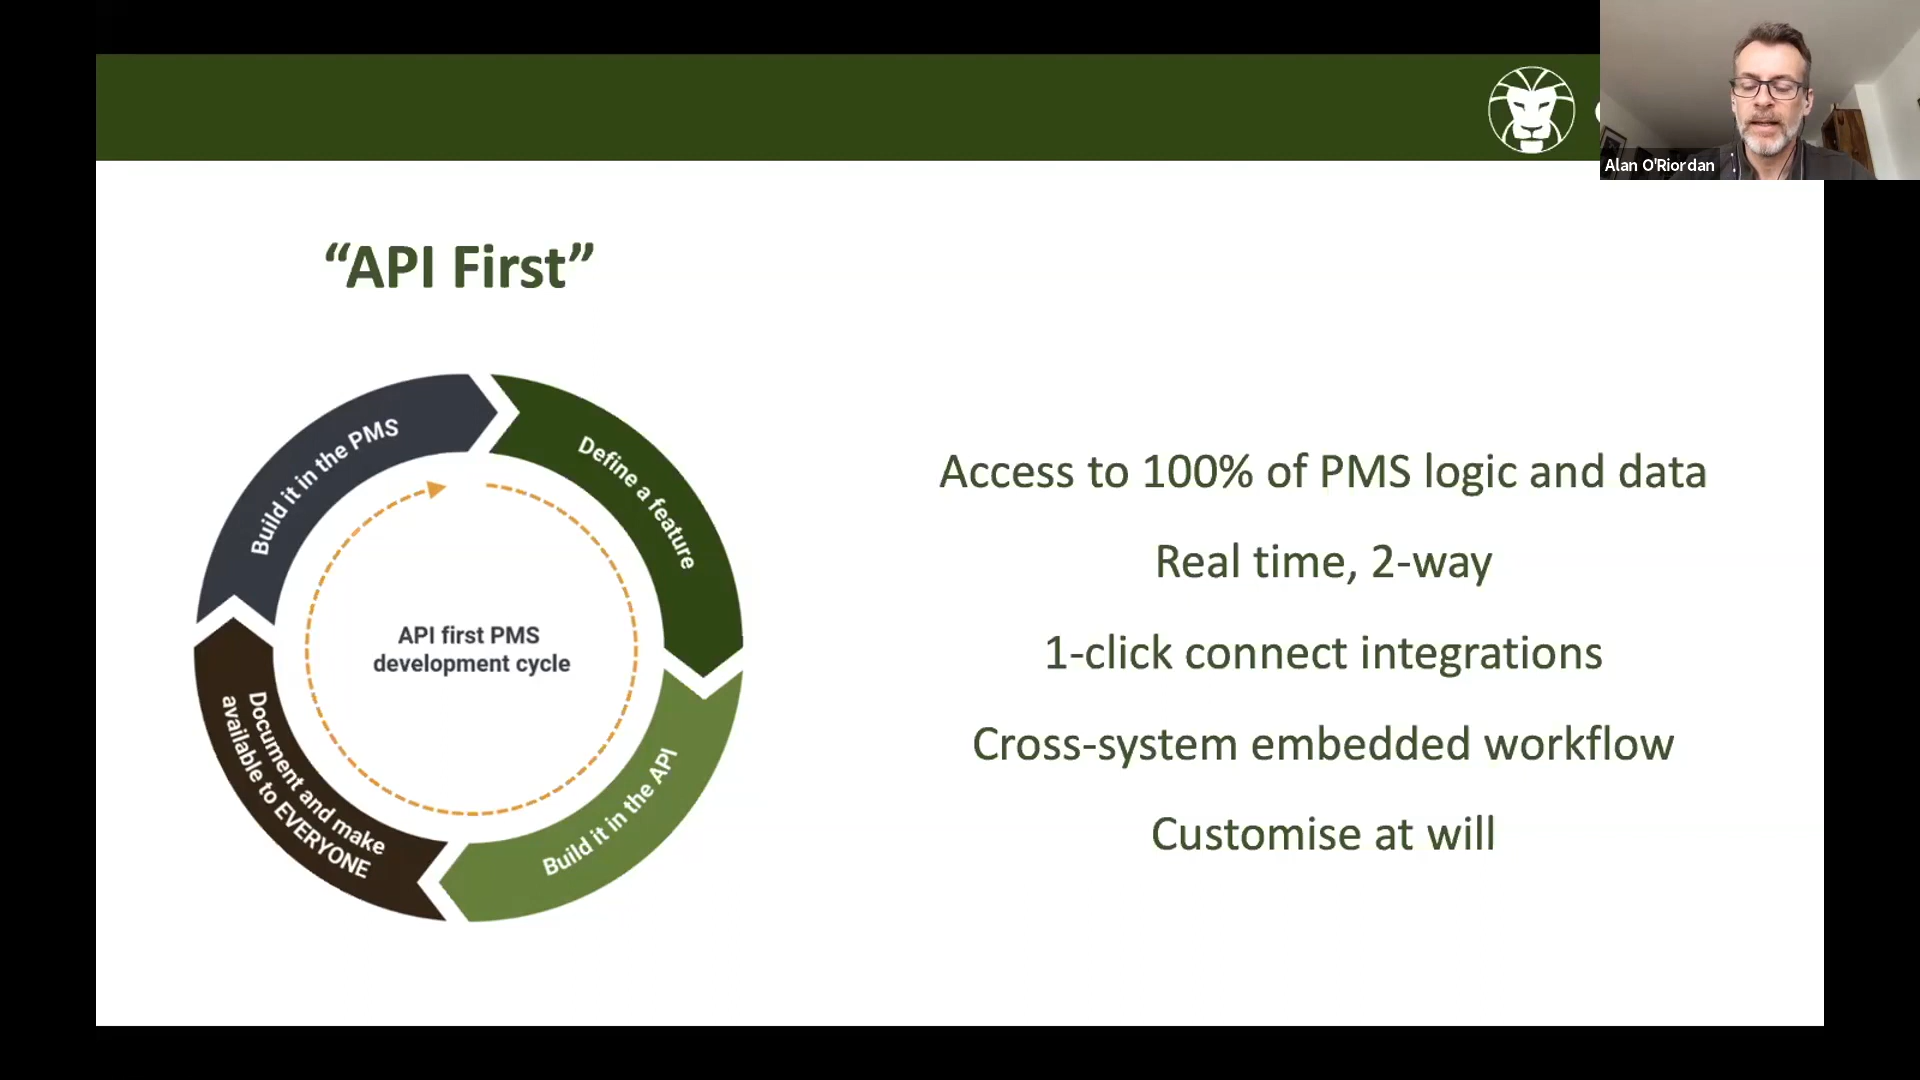 Alan O'Riordan
“API First”
Build it in the PMS
Define a feature
API first PMS
development cycle
Document and make
available to EVERYONE
Build it in the API
Access to 100% of PMS logic and data
Real time, 2-way
1-click connect integrations
Cross-system embedded workflow
Customise at will